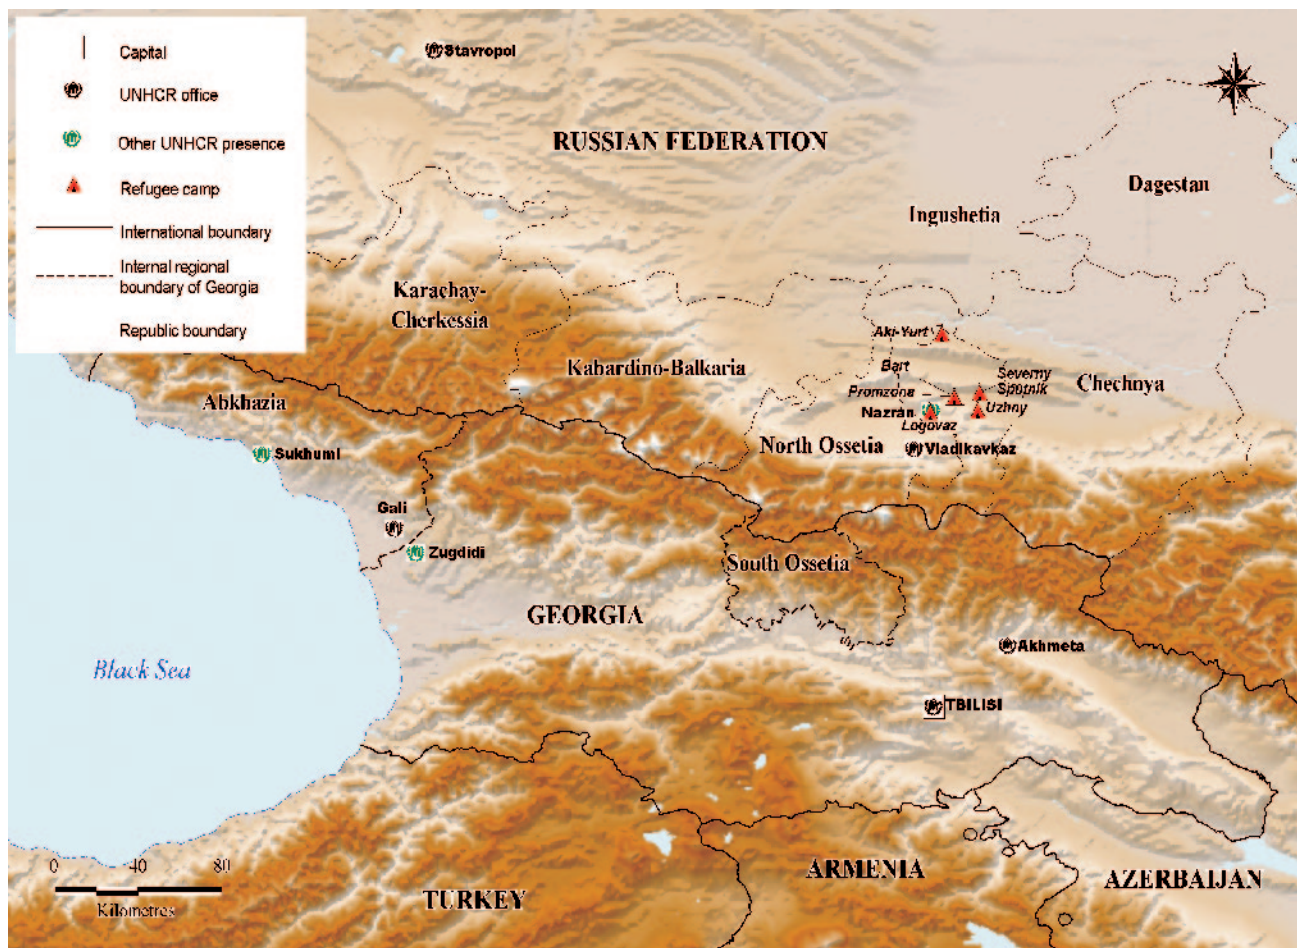 Capital
UNHCR office
Other UNHCR presence
Refugee camp
International boundary
Internal regional
boundary of Georgia
Republic boundary
Stavropol
RUSSIAN FEDERATION
Dagestan
Ingushetia
Karachay-
Cherkessia
Kabardino-Balkaria
Aki-Yurt
Bart
Severny
Sputnik
Chechnya
Promzona
Nazran
Uzhny
Logovaz
Abkhazia
North Ossetia
Vladikavkaz
Sukhumi
Gali
Zugdidi
South Ossetia
GEORGIA
Akhmeta
Black Sea
TBILISI
0 40 80
Kilometres
ARMENIA
AZERBAIJAN
TURKEY